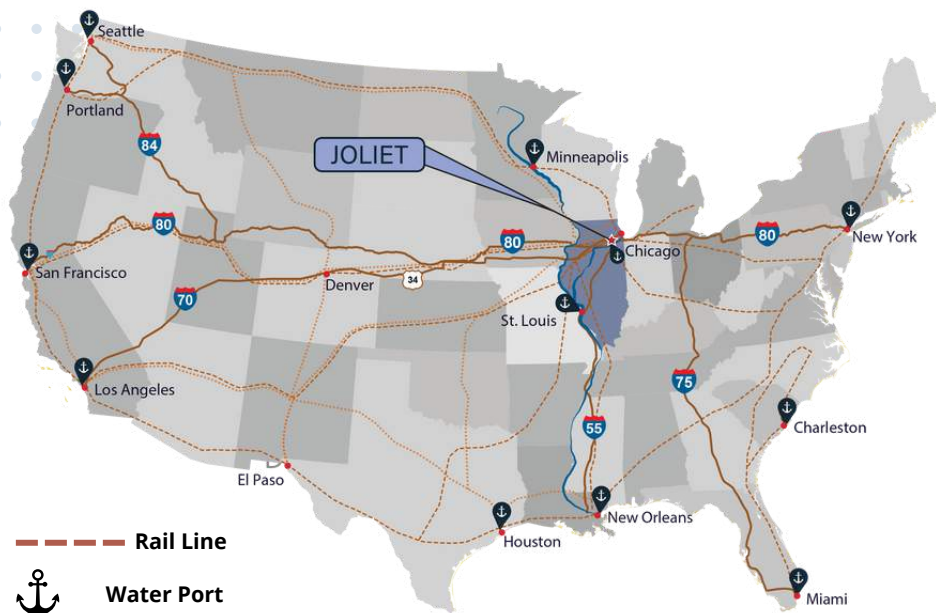 Seattle
Portland
84
JOLIET
Minneapolis
80
80
80
New York
Chicago
San Francisco
Denver
34
70
St. Louis
Los Angeles
75
55
Charleston
El Paso
New Orleans
Houston
Rail Line
Water Port
Miami